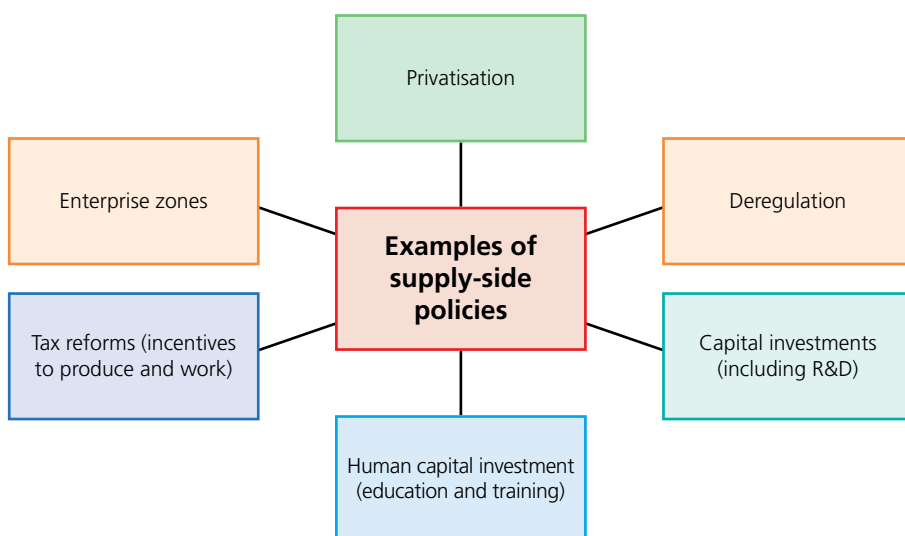 Privatisation
Enterprise zones
Deregulation
Examples of
supply-side
policies
Tax reforms (incentives
to produce and work)
Capital investments
(including R&D)
Human capital investment
(education and training)